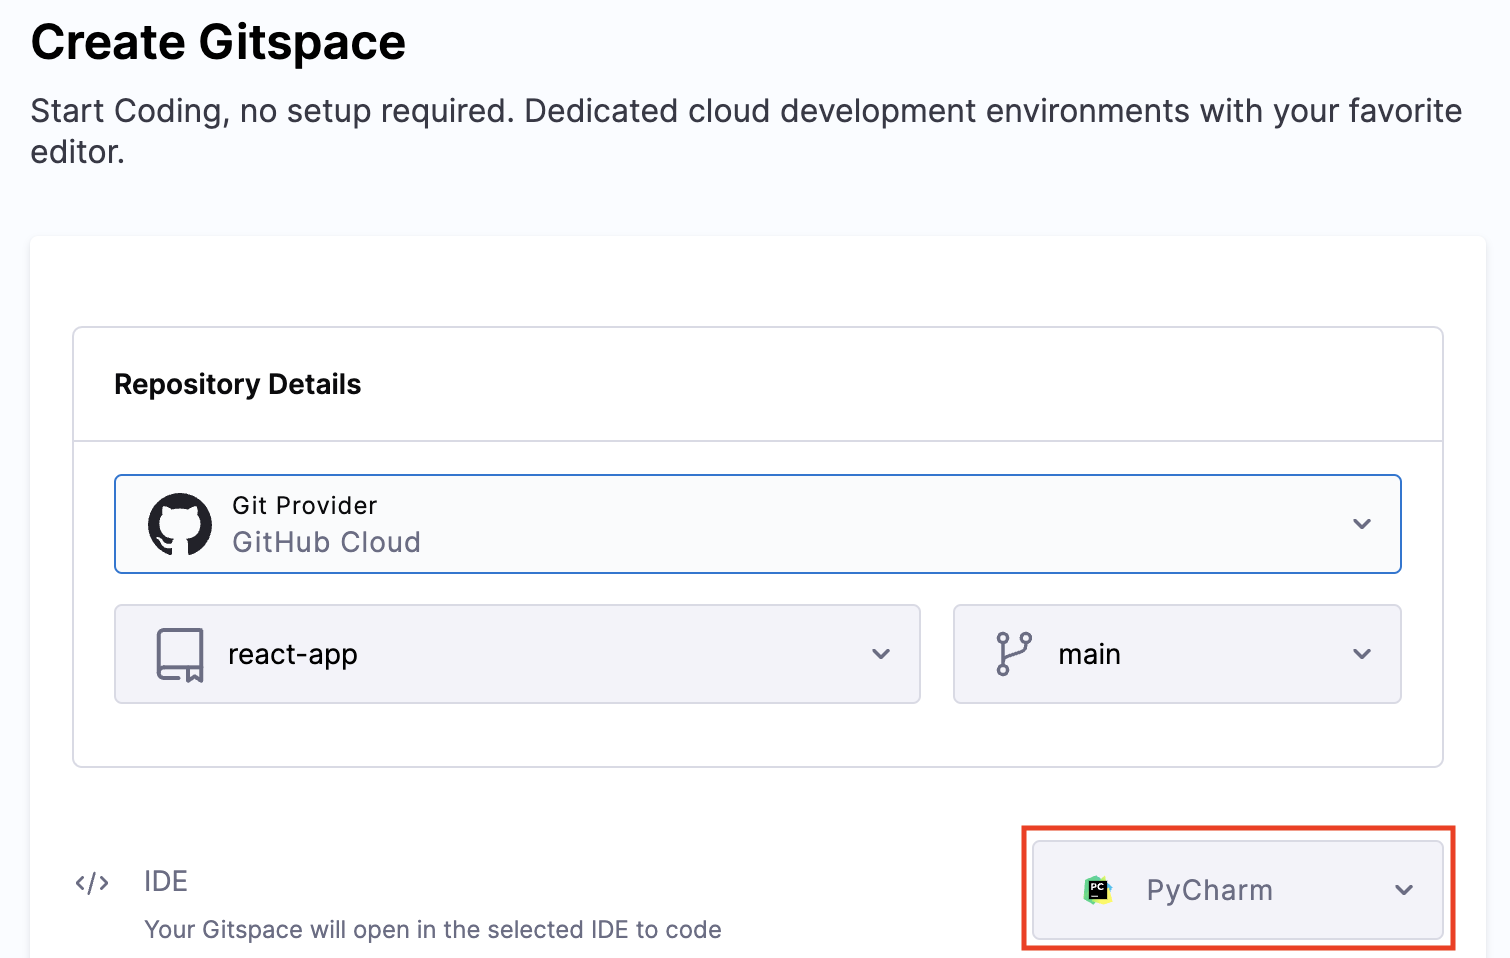 Create Gitspace
Start Coding, no setup required. Dedicated cloud development environments with your favorite
editor.
Repository Details
Git Provider
GitHub Cloud
react-app
main
IDE
PC
PyCharm
Your Gitspace will open in the selected IDE to code